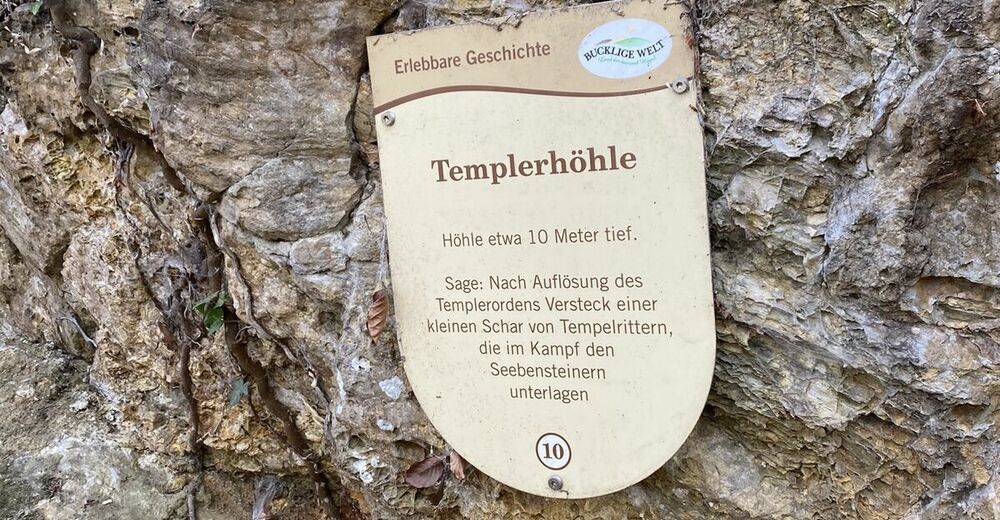 Erlebbare Geschichte
BUCKLIGE WELT
Templerhöhle
Höhle etwa 10 Meter tief.
Sage: Nach Auflösung des
Templerordens Versteck einer
kleinen Schar von Tempelrittern,
die im Kampf den
Seebensteinern
unterlagen
10